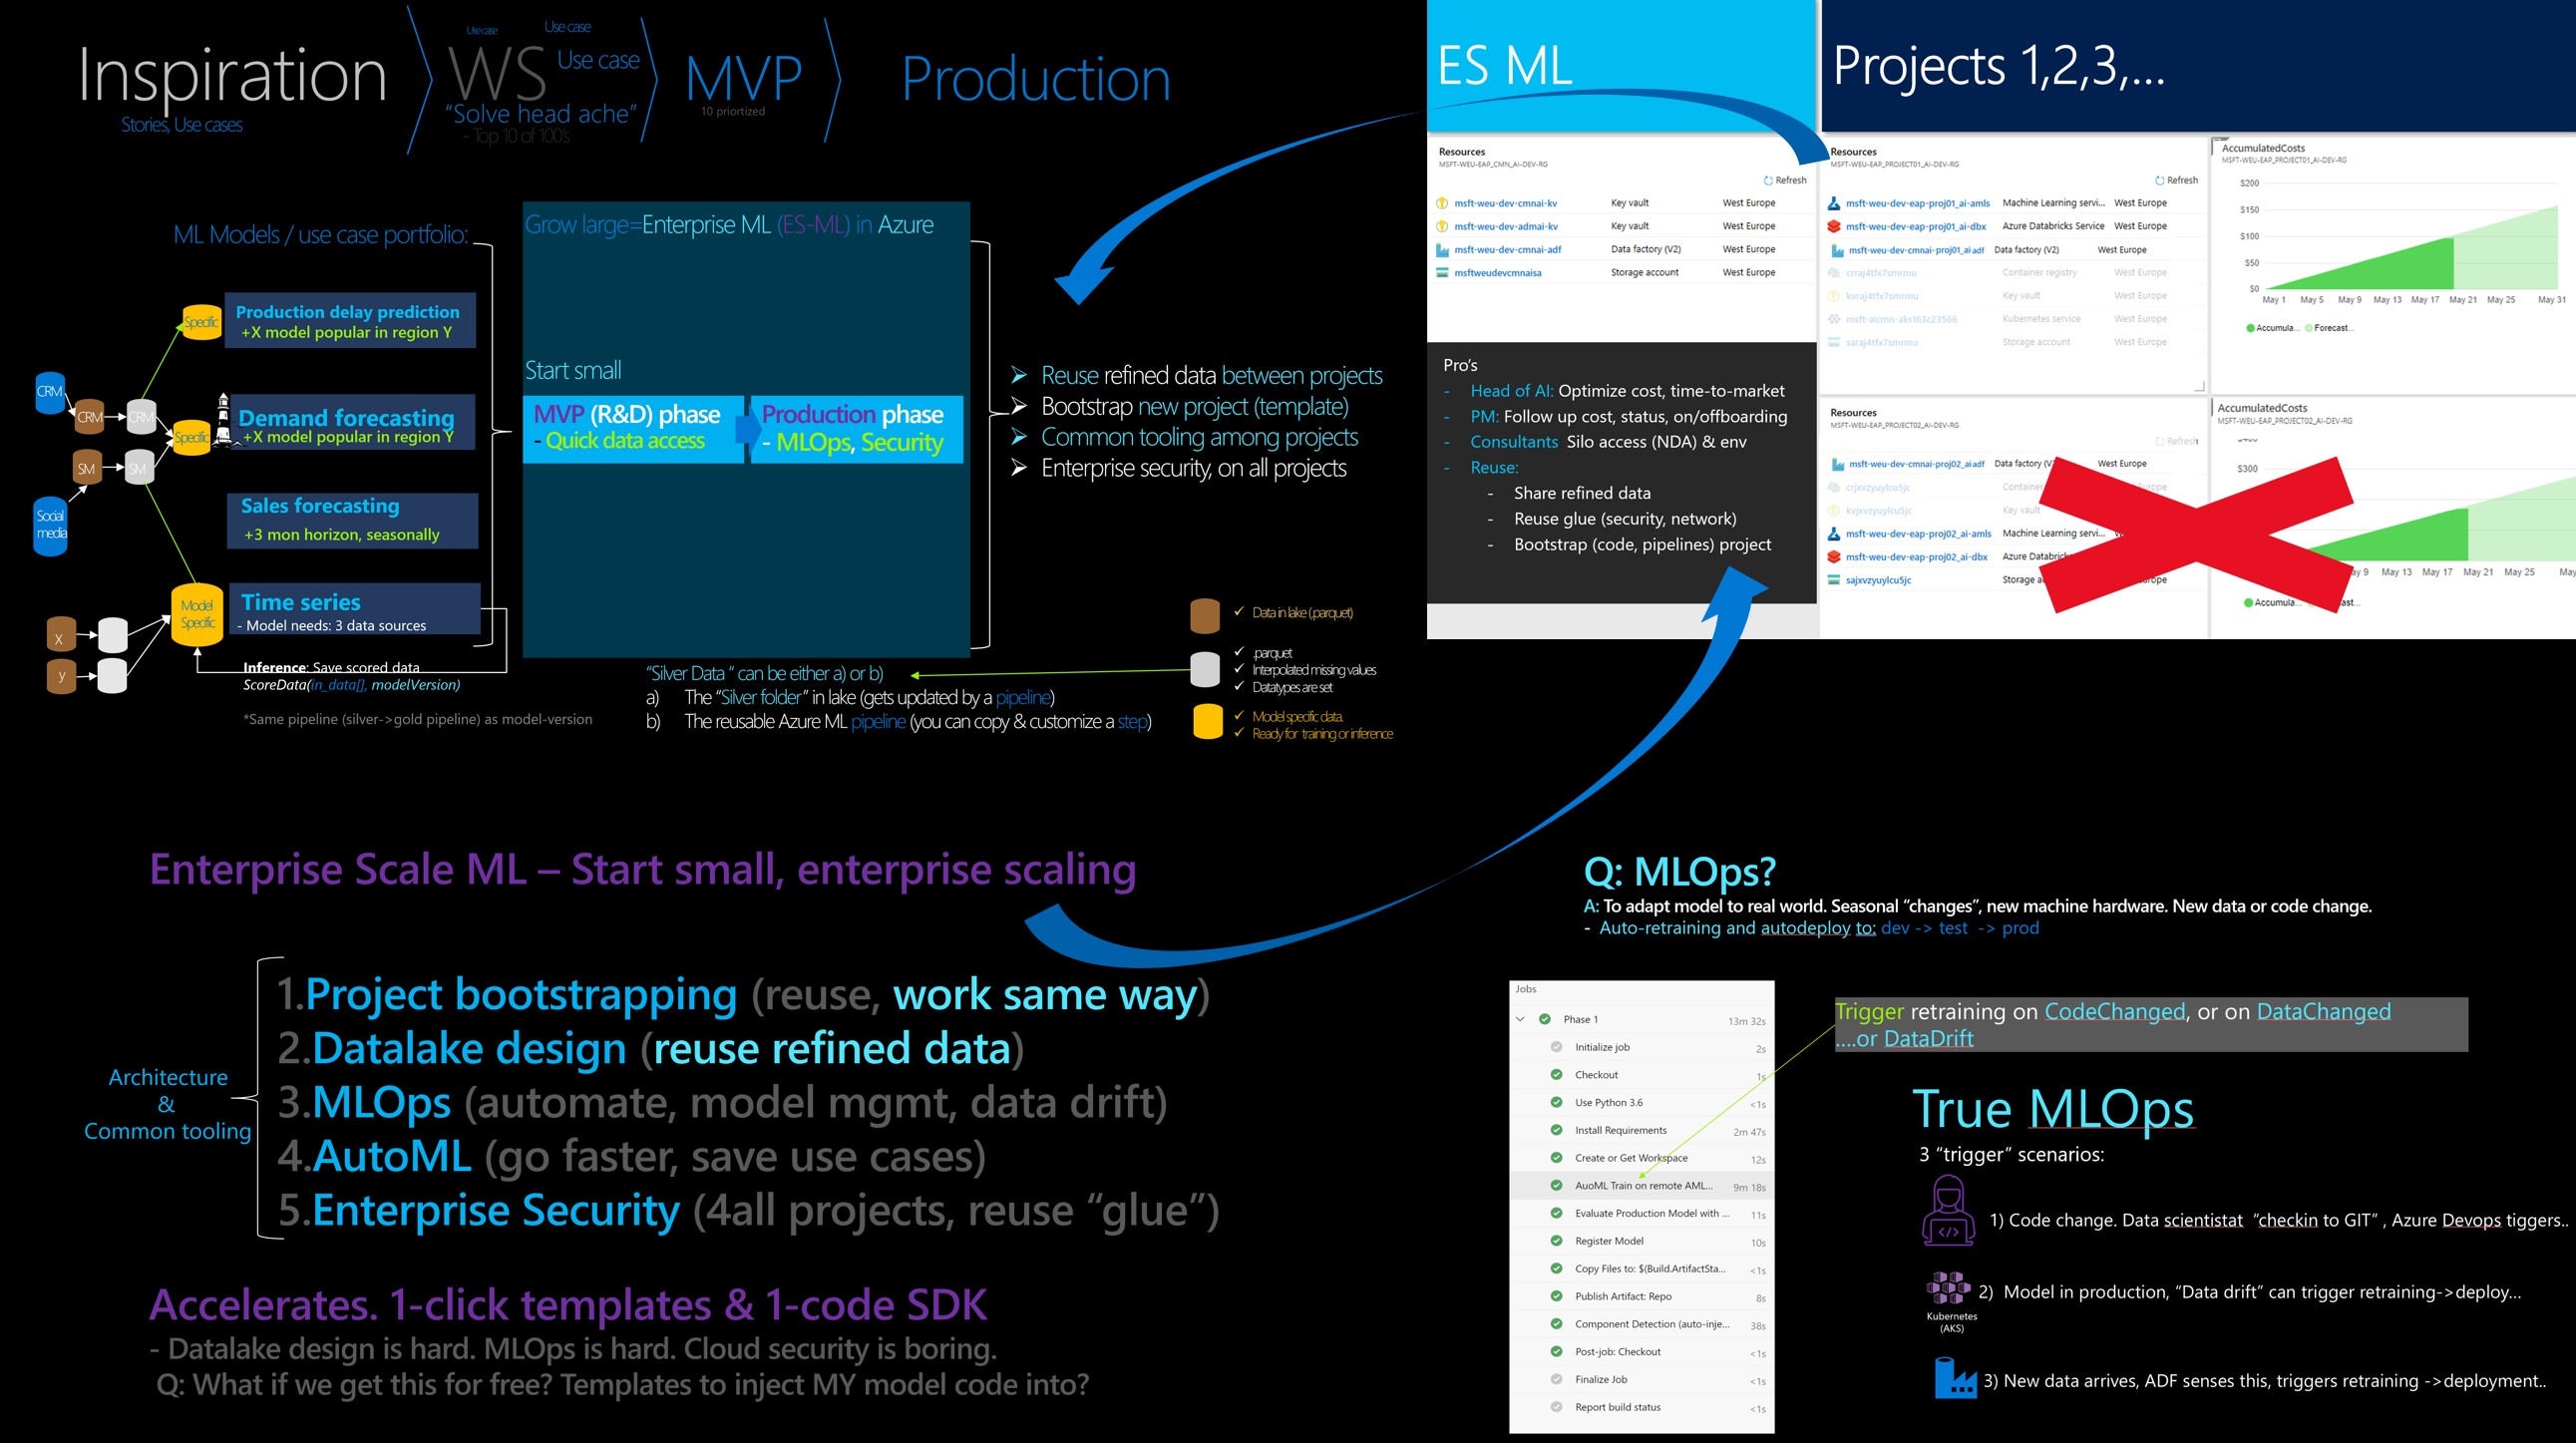 Inspiration
Stories, Use cases
Use case
Use case
WS
Use case
"Solve head ache"
- Top 10 of 100's
MVP
10 priortized
Production
ML Models / use case portfolio:
Specific
Production delay prediction
+X model popular in region Y
CRM
CRM
CRM
Specific
Demand forecasting
+X model popular in region Y
SM
SM
Social
media
Sales forecasting
+3 mon horizon, seasonally
Model
Specific
Time series
- Model needs: 3 data sources
X
y
Inference: Save scored data
ScoreData(in_data[], modelVersion)
*Same pipeline (silver->gold pipeline) as model-version
Grow large=Enterprise ML (ES-ML) in Azure
Start small
MVP (R&D) phase
- Quick data access
Production phase
- MLOps, Security
Reuse refined data between projects
Bootstrap new project (template)
Common tooling among projects
Enterprise security, on all projects
"Silver Data " can be either a) or b)
a) The "Silver folder" in lake (gets updated by a pipeline)
b) The reusable Azure ML pipeline (you can copy & customize a step)
✓ Data in lake (.parquet)
✓ .parquet
✓ Interpolated missing values
✓ Datatypes are set
✓ Model specific data.
✓ Ready for training or inference
ES ML
Resources
MSFT-WEU-EAP_CMN_AI-DEV-RG
Refresh
msft-weu-dev-cmnai-kv Key vault West Europe
msft-weu-dev-admai-kv Key vault West Europe
msft-weu-dev-cmnai-adf Data factory (V2) West Europe
msftweudevcmnaisa Storage account West Europe
Pro's
- Head of AI: Optimize cost, time-to-market
- PM: Follow up cost, status, on/offboarding
- Consultants Silo access (NDA) & env
- Reuse:
- Share refined data
- Reuse glue (security, network)
- Bootstrap (code, pipelines) project
Projects 1,2,3,...
Resources
MSFT-WEU-EAP_PROJECT01_AI-DEV-RG
Refresh
msft-weu-dev-eap-proj01_ai-amls Machine Learning servi... West Europe
msft-weu-dev-eap-proj01_ai-dbx Azure Databricks Service West Europe
msft-weu-dev-cmnai-proj01_ai adf Data factory (V2) West Europe
crraj4tfx7smrmu Container registry West Europe
kvraj4tfx7smrmu Key vault West Europe
msft-aicmn-aks163c23566 Kubernetes service West Europe
saraj4tfx7smrmu Storage account West Europe
AccumulatedCosts
MSFT-WEU-EAP_PROJECT01_AI-DEV-RG
$200
$150
$100
$50
$0
May 1 May 5 May 9 May 13 May 17 May 21 May 25 May 31
Accumula... Forecast...
Resources
MSFT-WEU-EAP_PROJECT02_AI-DEV-RG
Refresh
msft-weu-dev-cmnai-proj02_ai adf Data factory West Europe
crjxvzyuylcu5jc Container
kvjxvzyuylcu5jc Key vault
msft-weu-dev-eap-proj02_ai-amls Machine Learning servi...
msft-weu-dev-eap-proj02_ai-dbx Azure Databrick
sajxvzyuylcu5jc Storage
AccumulatedCosts
MSFT-WEU-EAP_PROJECT02_AI-DEV-RG
$300
May 13 May 17 May 21 May 25 May
Accumula...
Enterprise Scale ML – Start small, enterprise scaling
Architecture
&
Common tooling
1.Project bootstrapping (reuse, work same way)
2.Datalake design (reuse refined data)
3.MLOps (automate, model mgmt, data drift)
4.AutoML (go faster, save use cases)
5.Enterprise Security (4all projects, reuse "glue")
Accelerates. 1-click templates & 1-code SDK
- Datalake design is hard. MLOps is hard. Cloud security is boring.
Q: What if we get this for free? Templates to inject MY model code into?
Q: MLOps?
A: To adapt model to real world. Seasonal "changes", new machine hardware. New data or code change.
- Auto-retraining and autodeploy to: dev -> test -> prod
Jobs
Phase 1 13m 32s
Initialize job 2s
Checkout 1s
Use Python 3.6 <1s
Install Requirements 2m 47s
Create or Get Workspace 12s
AuoML Train on remote AML... 9m 18s
Evaluate Production Model with ... 11s
Register Model 10s
Copy Files to: $(Build.ArtifactSta... <1s
Publish Artifact: Repo 8s
Component Detection (auto-inje... 38s
Post-job: Checkout <1s
Finalize Job <1s
Report build status <1s
Trigger retraining on CodeChanged, or on DataChanged
....or DataDrift
True MLOps
3 "trigger" scenarios:
1) Code change. Data scientistat "checkin to GIT" , Azure Devops tiggers..
Kubernetes
(AKS)
2) Model in production, "Data drift" can trigger retraining->deploy...
3) New data arrives, ADF senses this, triggers retraining ->deployment..